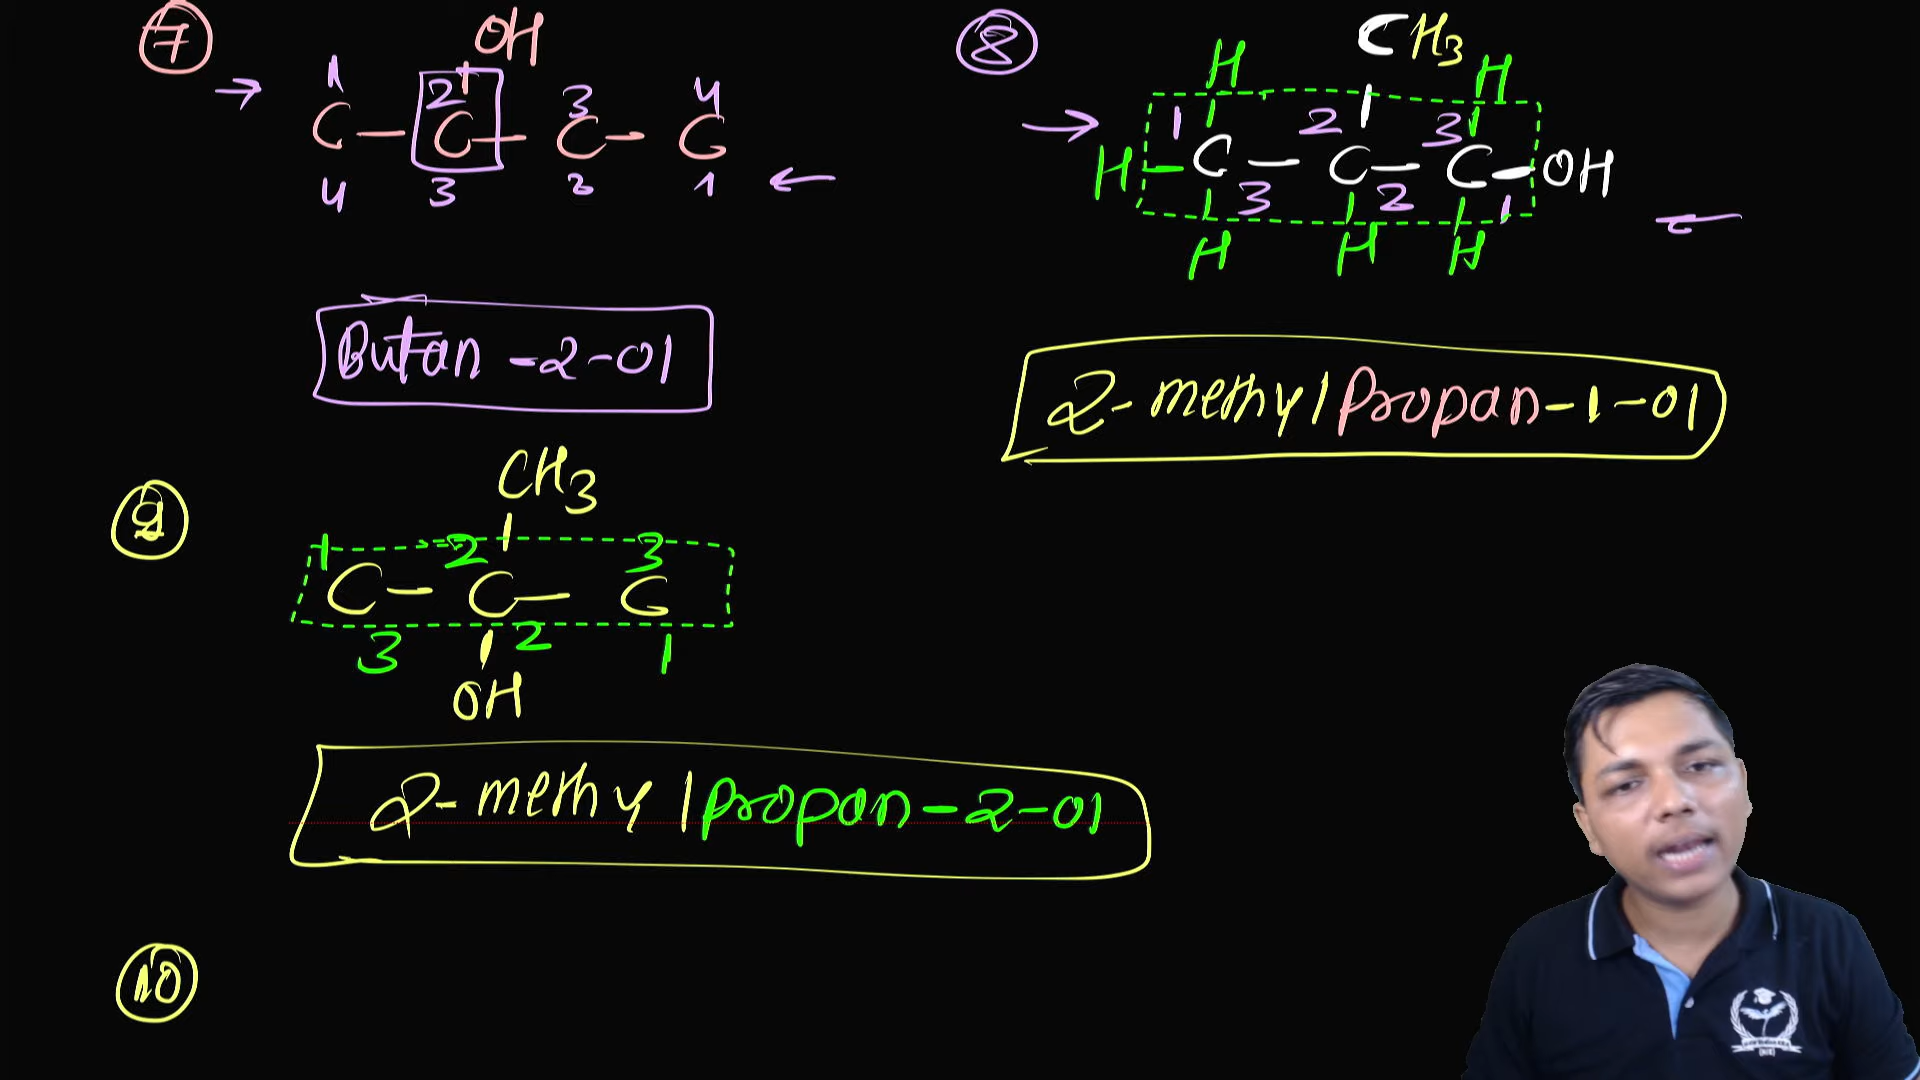 7
OH
1 2 3 4
C - C - C - C
4 3 2 1
Butan-2-ol
8
CH3
H H
1 2 3
H - C - C - C - OH
3 2 1
H H H
2-methylpropan-1-ol
9
CH3
1 2 3
C - C - C
3 2 1
OH
2-methylpropan-2-ol
10